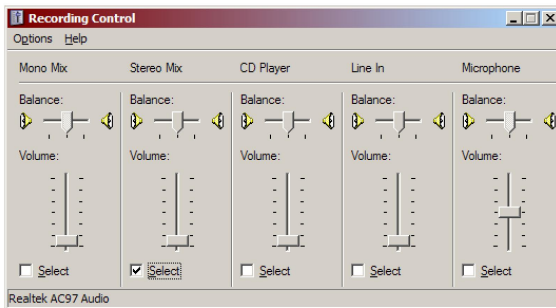 Recording Control
Options Help
Mono Mix Stereo Mix CD Player Line In Microphone
Balance: Balance: Balance: Balance: Balance:
Volume: Volume: Volume: Volume: Volume:
Select Select Select Select Select
Realtek AC97 Audio